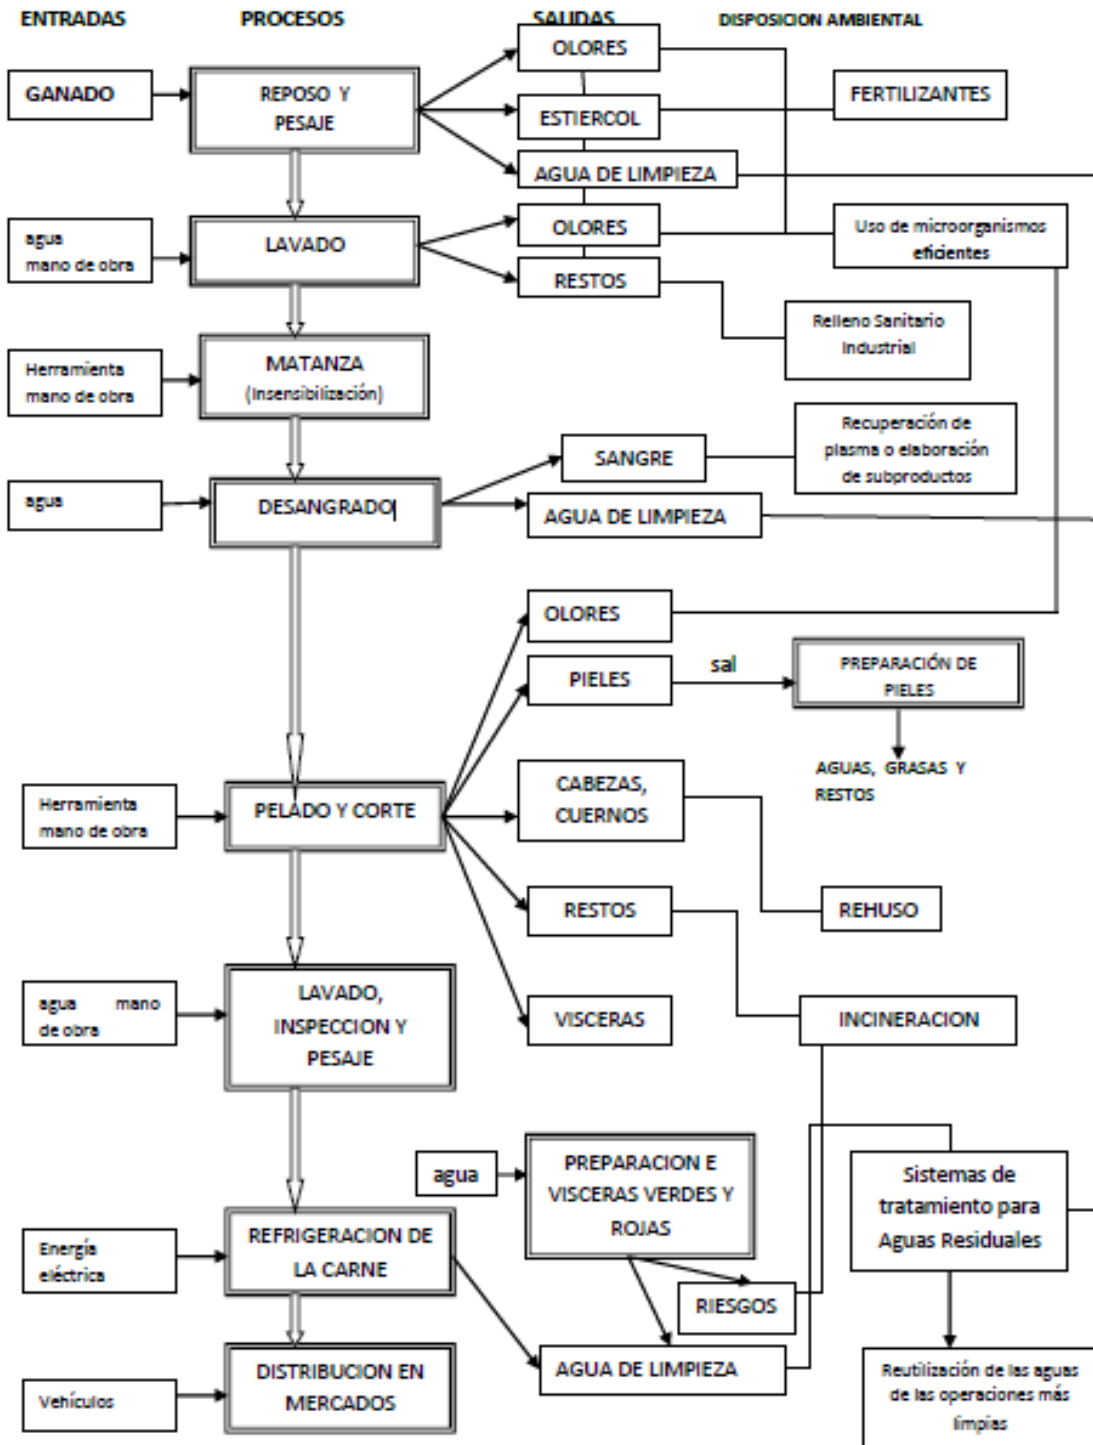 ENTRADAS PROCESOS SALIDAS DISPOSICION AMBIENTAL
OLORES
GANADO
REPOSO Y
PESAJE
ESTIERCOL
FERTILIZANTES
AGUA DE LIMPIEZA
agua
mano de obra
LAVADO
OLORES
Uso de microorganismos
eficientes
RESTOS
Relleno Sanitario
Industrial
Herramienta
mano de obra
MATANZA
(Insensibilización)
SANGRE
Recuperación de
plasma o elaboración
de subproductos
agua
DESANGRADO
AGUA DE LIMPIEZA
OLORES
PIELES
sal
PREPARACIÓN DE
PIELES
AGUAS, GRASAS Y
RESTOS
Herramienta
mano de obra
PELADO Y CORTE
CABEZAS,
CUERNOS
RESTOS
REHUSO
agua mano
de obra
LAVADO,
INSPECCION Y
PESAJE
VISCERAS
INCINERACION
agua
PREPARACION E
VISCERAS VERDES Y
ROJAS
Sistemas de
tratamiento para
Aguas Residuales
Energía
eléctrica
REFRIGERACION DE
LA CARNE
RIESGOS
AGUA DE LIMPIEZA
Vehículos
DISTRIBUCION EN
MERCADOS
Reutilización de las aguas
de las operaciones más
limpias